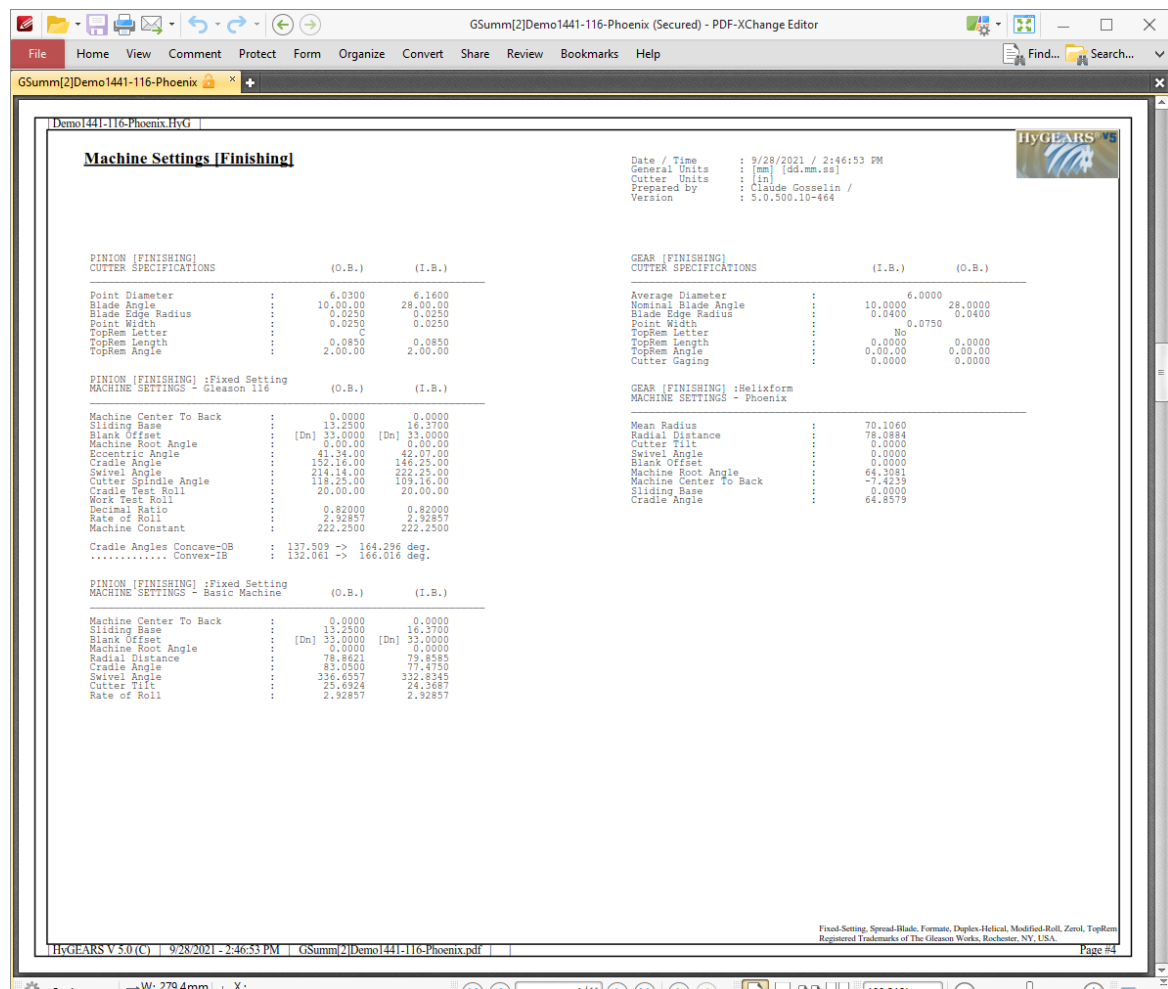 GSumm[2]Demo1441-116-Phoenix (Secured) - PDF-XChange Editor
File Home View Comment Protect Form Organize Convert Share Review Bookmarks Help Find... Search...
GSumm[2]Demo1441-116-Phoenix
Demo1441-116-Phoenix.HyG
HyGEARS V5
Machine Settings [Finishing]
Date / Time : 9/28/2021 / 2:46:53 PM
General Units : [mm] [dd.mm.ss]
Cutter Units : [in]
Prepared by : Claude Gosselin /
Version : 5.0.500.10-464
PINION [FINISHING]
CUTTER SPECIFICATIONS (O.B.) (I.B.)
Point Diameter : 6.0300 6.1600
Blade Angle : 10.00.00 28.00.00
Blade Edge Radius : 0.0250 0.0250
Point Width : 0.0250 0.0250
TopRem Letter : C
TopRem Length : 0.0850 0.0850
TopRem Angle : 2.00.00 2.00.00
PINION [FINISHING] :Fixed Setting
MACHINE SETTINGS - Gleason 116 (O.B.) (I.B.)
Machine Center To Back : 0.0000 0.0000
Sliding Base : 13.2500 16.3700
Blank Offset : [Dn] 33.0000 [Dn] 33.0000
Machine Root Angle : 0.00.00 0.00.00
Eccentric Angle : 41.34.00 42.07.00
Cradle Angle : 152.16.00 146.25.00
Swivel Angle : 214.14.00 222.25.00
Cutter Spindle Angle : 118.25.00 109.16.00
Cradle Test Roll : 20.00.00 20.00.00
Work Test Roll :
Decimal Ratio : 0.82000 0.82000
Rate of Roll : 2.92857 2.92857
Machine Constant : 222.2500 222.2500
Cradle Angles Concave-OB : 137.509 -> 164.296 deg.
............. Convex-IB : 132.061 -> 166.016 deg.
PINION [FINISHING] :Fixed Setting
MACHINE SETTINGS - Basic Machine (O.B.) (I.B.)
Machine Center To Back : 0.0000 0.0000
Sliding Base : 13.2500 16.3700
Blank Offset : [Dn] 33.0000 [Dn] 33.0000
Machine Root Angle : 0.0000 0.0000
Radial Distance : 78.8621 79.8585
Cradle Angle : 83.0500 77.4750
Swivel Angle : 336.6557 332.8345
Cutter Tilt : 25.6924 24.3687
Rate of Roll : 2.92857 2.92857
GEAR [FINISHING]
CUTTER SPECIFICATIONS (I.B.) (O.B.)
Average Diameter : 6.0000
Nominal Blade Angle : 10.0000 28.0000
Blade Edge Radius : 0.0400 0.0400
Point Width : 0.0750
TopRem Letter : No
TopRem Length : 0.0000 0.0000
TopRem Angle : 0.00.00 0.00.00
Cutter Gaging : 0.0000 0.0000
GEAR [FINISHING] :Helixform
MACHINE SETTINGS - Phoenix
Mean Radius : 70.1060
Radial Distance : 78.0884
Cutter Tilt : 0.0000
Swivel Angle : 0.0000
Blank Offset : 0.0000
Machine Root Angle : 64.3081
Machine Center To Back : -7.4239
Sliding Base : 0.0000
Cradle Angle : 64.8579
Fixed-Setting, Spread-Blade, Formate, Duplex-Helical, Modified-Roll, Zerol, TopRem
Registered Trademarks of The Gleason Works, Rochester, NY, USA.
HyGEARS V 5.0 (C) | 9/28/2021 - 2:46:53 PM | GSumm[2]Demo1441-116-Phoenix.pdf
Page #4
W: 279.4mm X: